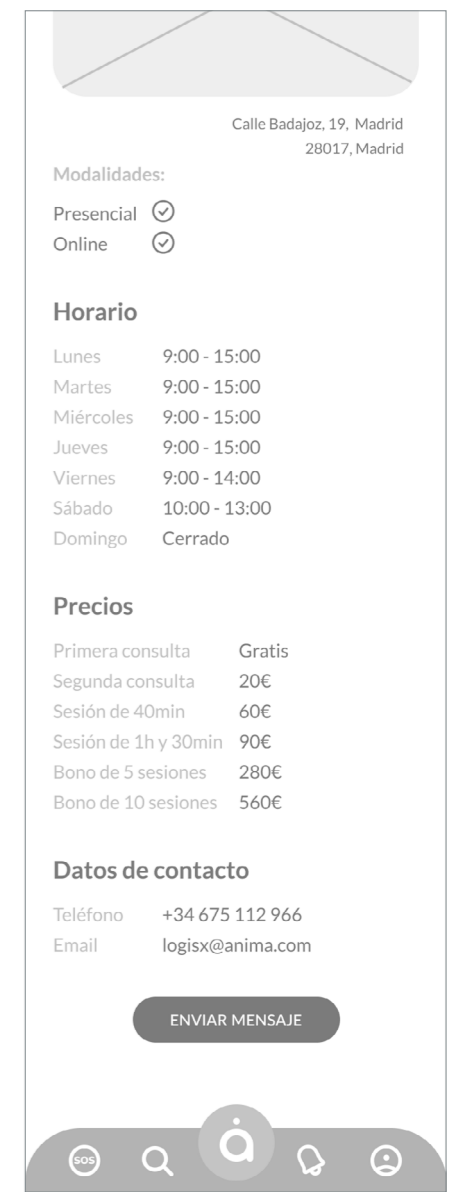 Calle Badajoz, 19, Madrid
28017, Madrid
Modalidades:
Presencial
Online
Horario
Lunes 9:00 - 15:00
Martes 9:00 - 15:00
Miércoles 9:00 - 15:00
Jueves 9:00 - 15:00
Viernes 9:00 - 14:00
Sábado 10:00 - 13:00
Domingo Cerrado
Precios
Primera consulta Gratis
Segunda consulta 20€
Sesión de 40min 60€
Sesión de 1h y 30min 90€
Bono de 5 sesiones 280€
Bono de 10 sesiones 560€
Datos de contacto
Teléfono +34 675 112 966
Email logisx@anima.com
ENVIAR MENSAJE
SOS ȧ